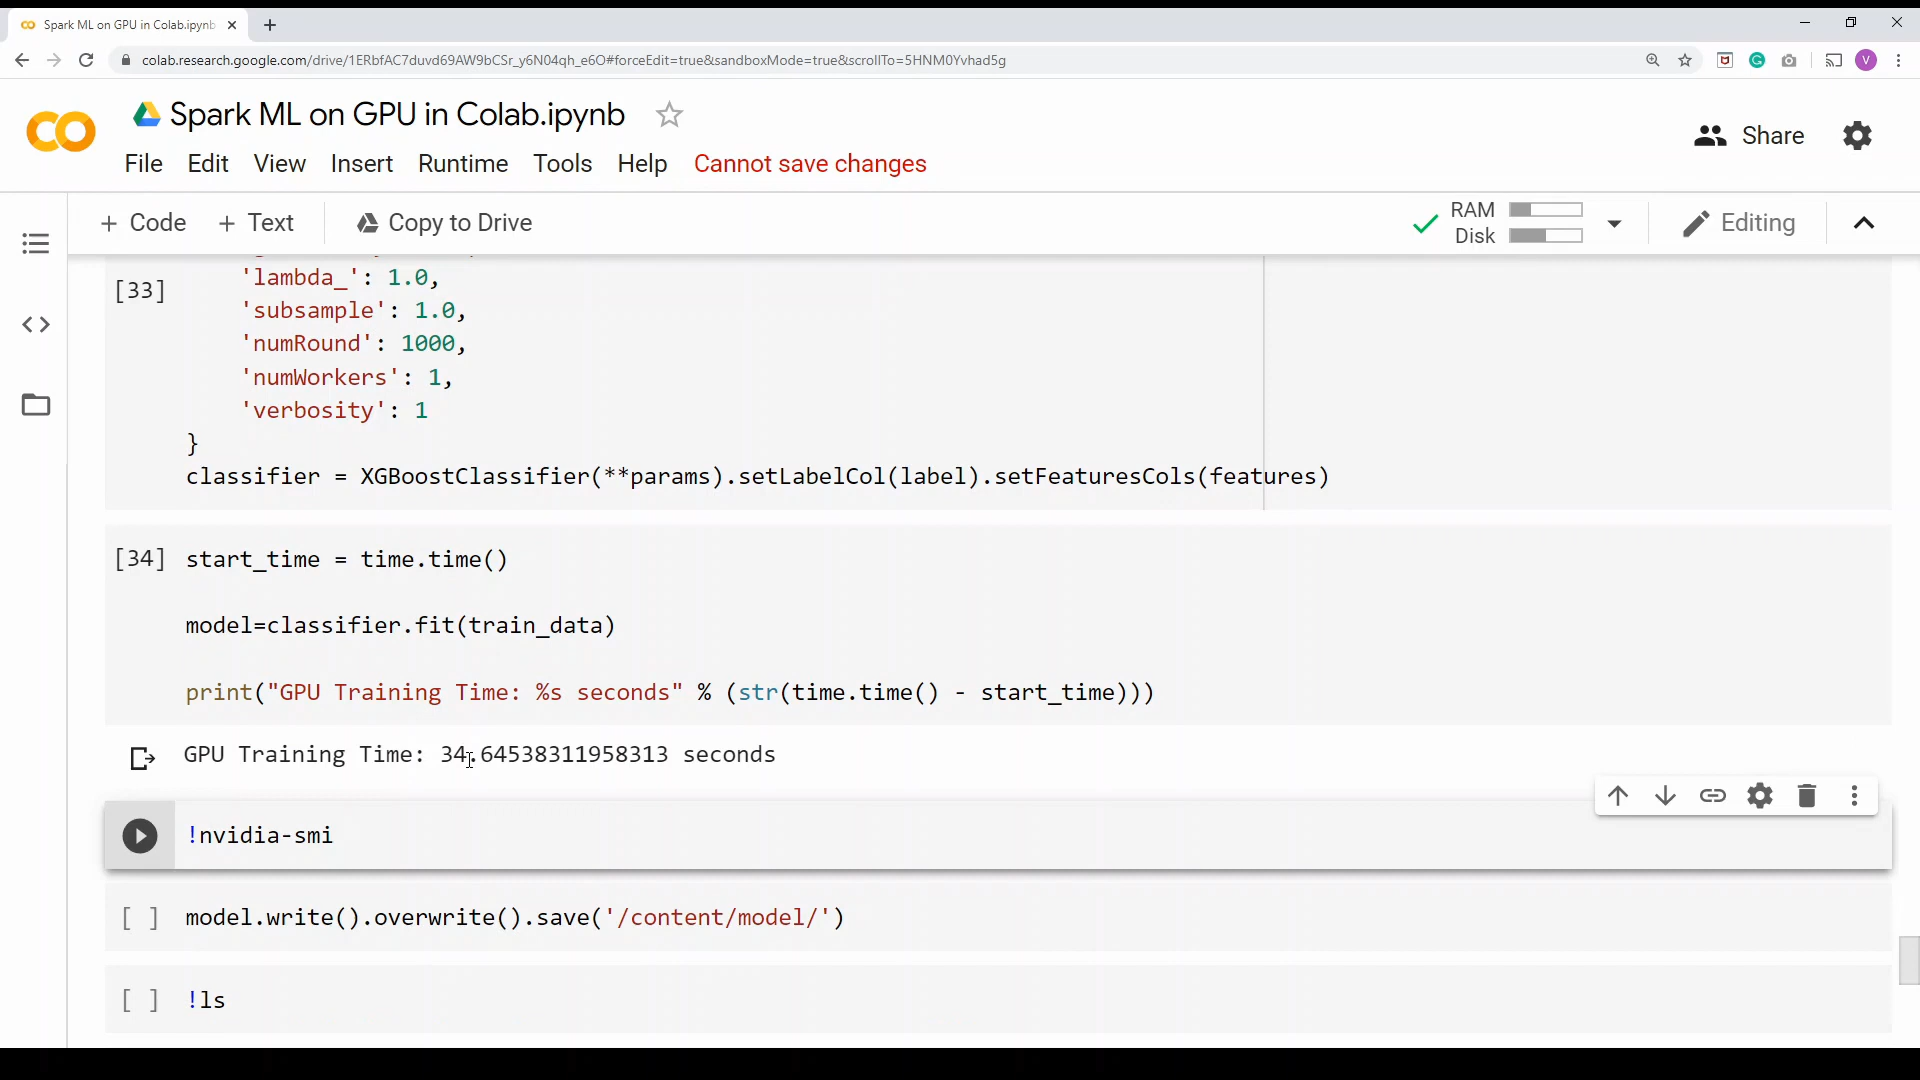 Spark ML on GPU in Colab.ipynb
colab.research.google.com/drive/1ERbfAC7duvd69AW9bCSr_y6N04qh_e6O#forceEdit=true&sandboxMode=true&scrollTo=5HNM0Yvhad5g
V
Spark ML on GPU in Colab.ipynb
Share
File Edit View Insert Runtime Tools Help Cannot save changes
+ Code + Text Copy to Drive
RAM
Disk
Editing
[33]
'lambda_': 1.0,
'subsample': 1.0,
'numRound': 1000,
'numWorkers': 1,
'verbosity': 1
}
classifier = XGBoostClassifier(**params).setLabelCol(label).setFeaturesCols(features)
[34] start_time = time.time()
model=classifier.fit(train_data)
print("GPU Training Time: %s seconds" % (str(time.time() - start_time)))
GPU Training Time: 34.64538311958313 seconds
!nvidia-smi
[ ] model.write().overwrite().save('/content/model/')
[ ] !ls